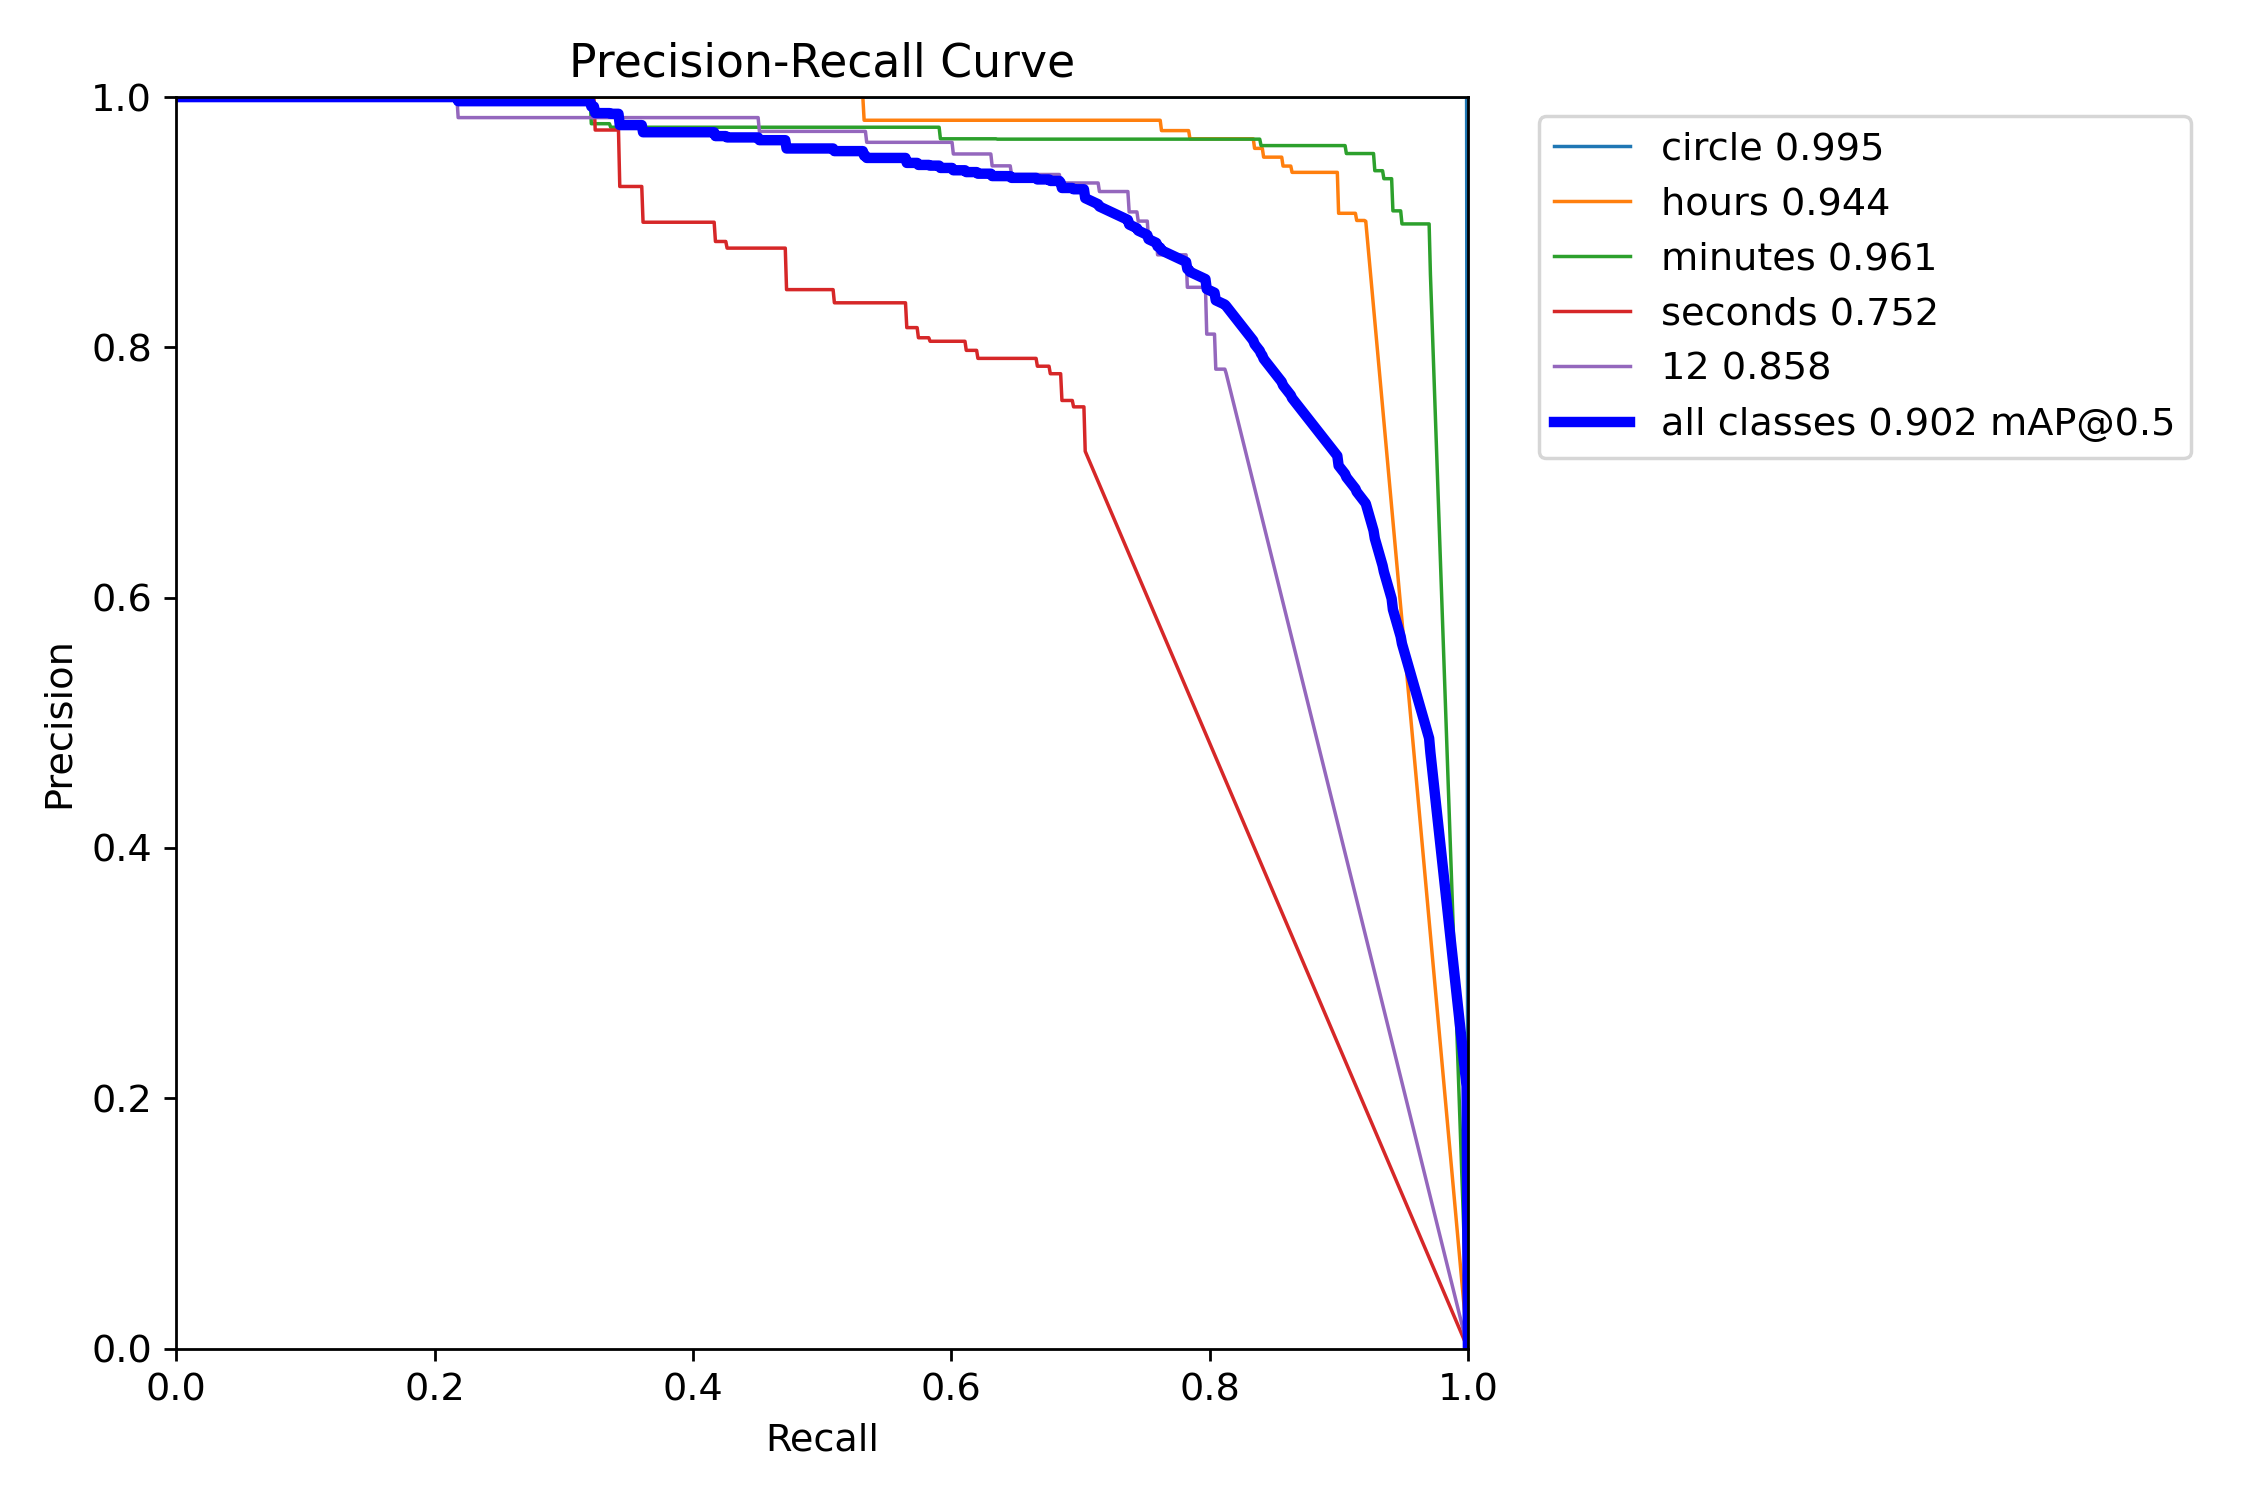 Precision-Recall Curve
1.0
0.8
0.6
0.4
0.2
0.0
Precision
0.0 0.2 0.4 0.6 0.8 1.0
Recall
circle 0.995
hours 0.944
minutes 0.961
seconds 0.752
12 0.858
all classes 0.902 mAP@0.5